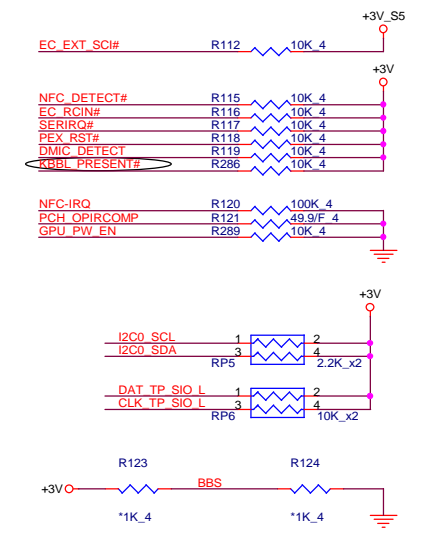 +3V_S5
EC_EXT_SCI# R112 10K_4
+3V
NFC_DETECT# R115 10K_4
EC_RCIN# R116 10K_4
SERIRQ# R117 10K_4
PEX_RST# R118 10K_4
DMIC_DETECT R119 10K_4
KBBL_PRESENT# R286 10K_4
NFC-IRQ R120 100K_4
PCH_OPIRCOMP R121 49.9/F_4
GPU_PW_EN R289 10K_4
+3V
I2C0_SCL 1 2
I2C0_SDA 3 4
RP5 2.2K_x2
DAT_TP_SIO_L 1 2
CLK_TP_SIO_L 3 4
RP6 10K_x2
R123 R124
+3V BBS
*1K_4 *1K_4